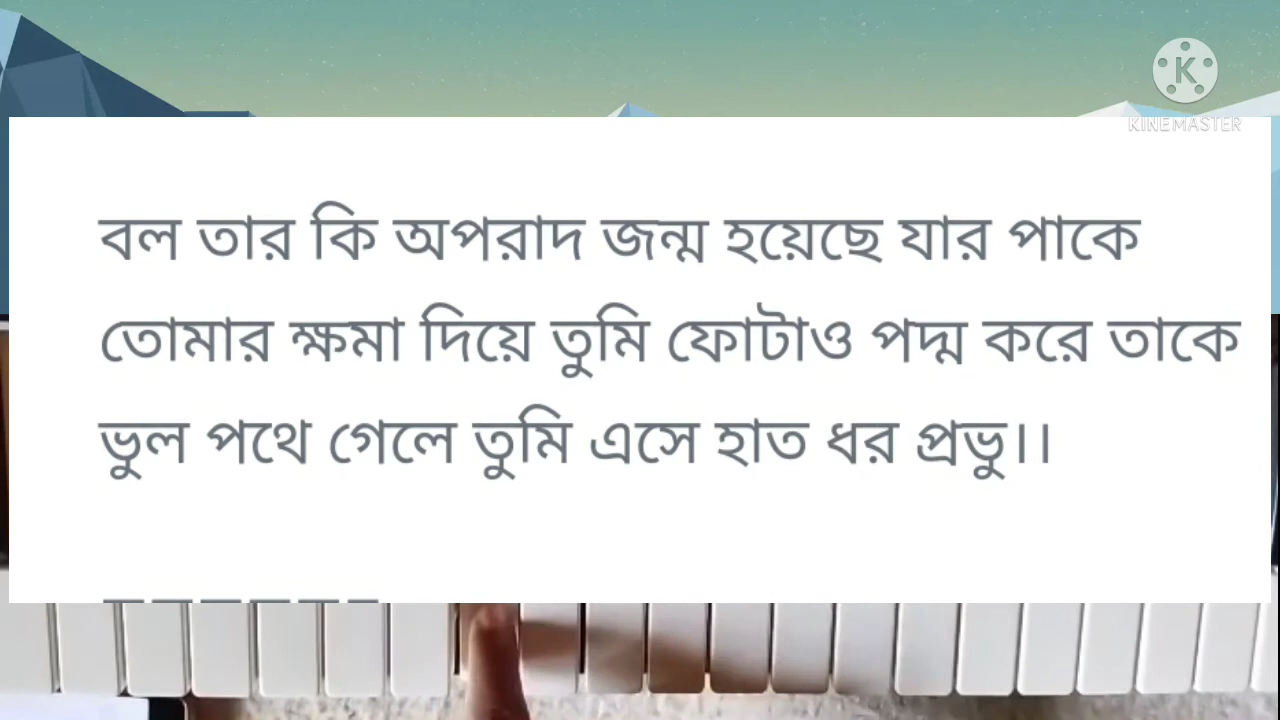 KINEMASTER
বল তার কি অপরাদ জন্ম হয়েছে যার পাকে
তোমার ক্ষমা দিয়ে তুমি ফোটাও পদ্ম করে তাকে
ভুল পথে গেলে তুমি এসে হাত ধর প্রভু।।